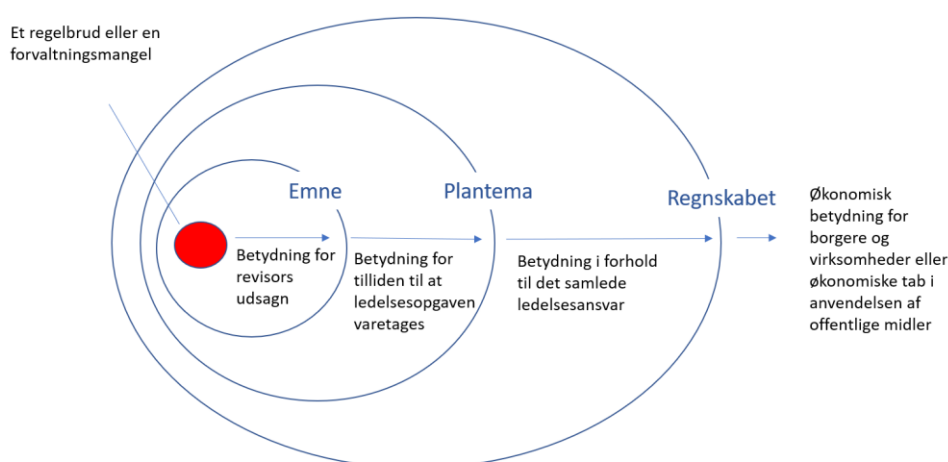 Et regelbrud eller en
forvaltningsmangel
Emne
Plantema
Regnskabet
Betydning for
revisors
udsagn
Betydning for
tilliden til at
ledelsesopgaven
varetages
Betydning i forhold
til det samlede
ledelsesansvar
Økonomisk
betydning for
borgere og
virksomheder eller
økonomiske tab i
anvendelsen af
offentlige midler